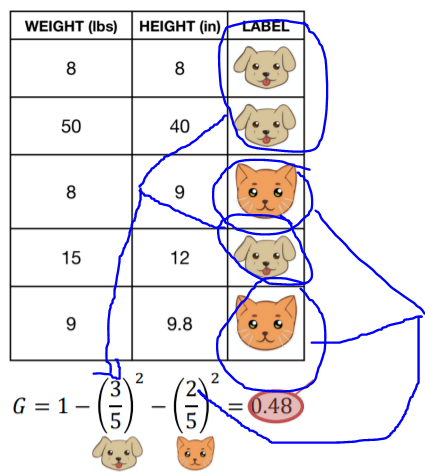 WEIGHT (lbs) HEIGHT (in) LABEL
8 8
50 40
8 9
15 12
9 9.8
G = 1 − (3/5)² − (2/5)² = 0.48